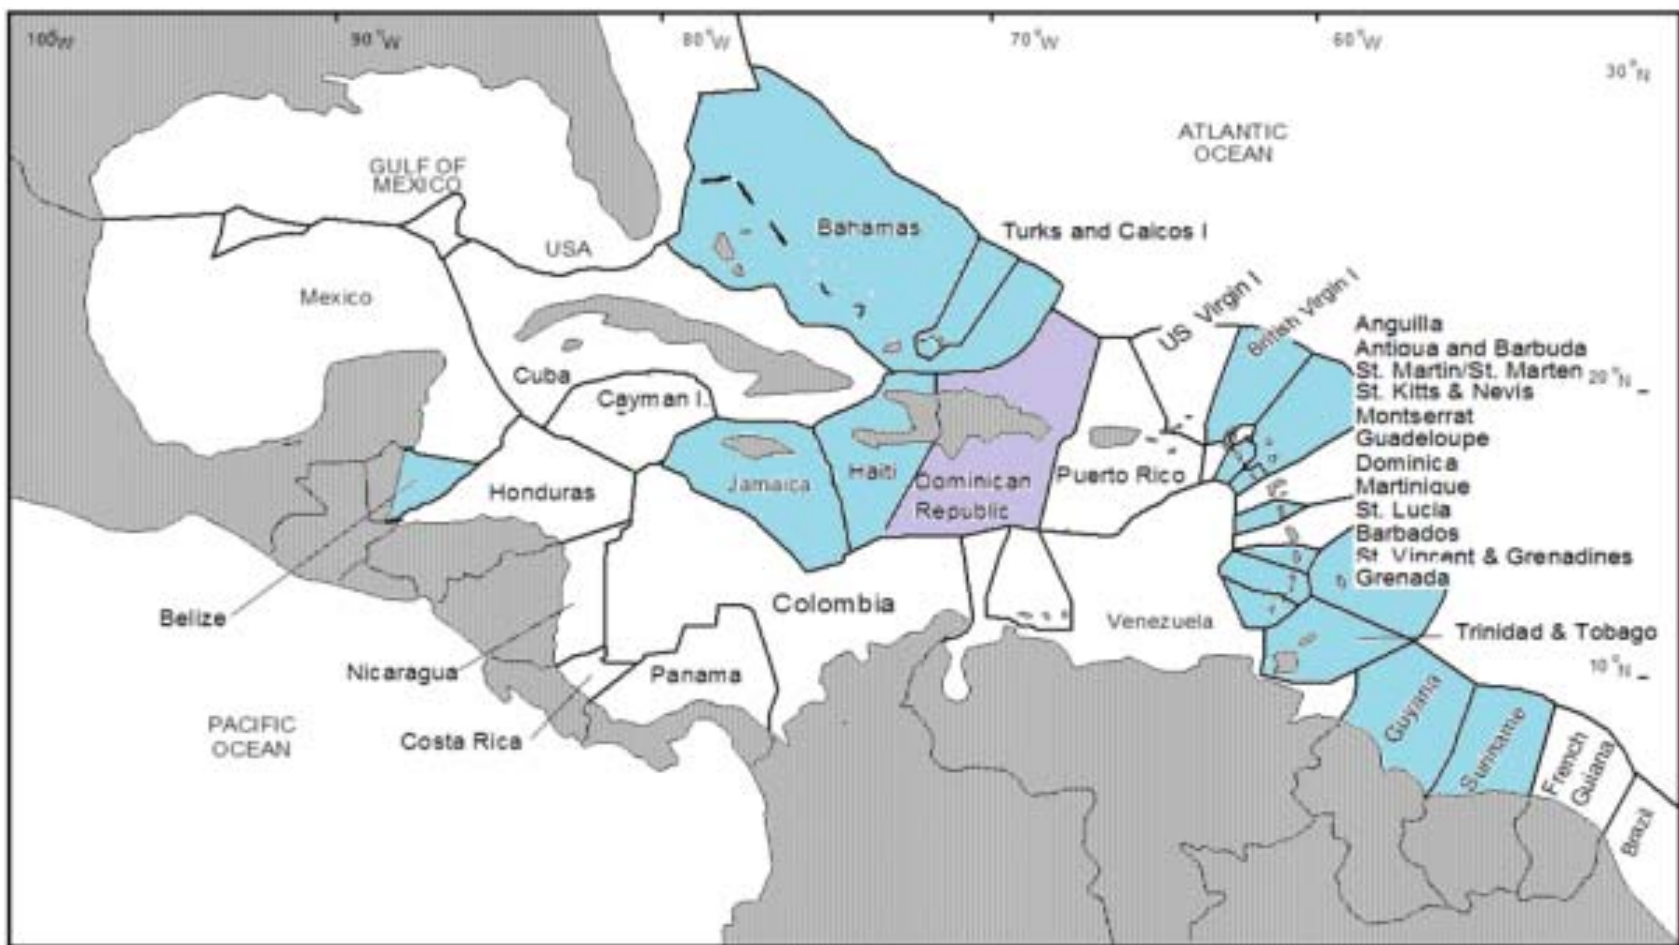 100°W
90°W
80°W
70°W
60°W
30°N
ATLANTIC
OCEAN
GULF OF
MEXICO
Bahamas
Turks and Caicos I
USA
Mexico
US Virgin I
British Virgin I
Anguilla
Antigua and Barbuda
St. Martin/St. Marten
20°N
St. Kitts & Nevis
Montserrat
Guadeloupe
Dominica
Martinique
St. Lucia
Barbados
St. Vincent & Grenadines
Grenada
Cuba
Cayman I.
Honduras
Jamaica
Haiti
Dominican
Republic
Puerto Rico
Belize
Colombia
Venezuela
Trinidad & Tobago
Nicaragua
Panama
10°N
PACIFIC
OCEAN
Costa Rica
Guyana
Suriname
French
Guiana
Brazil